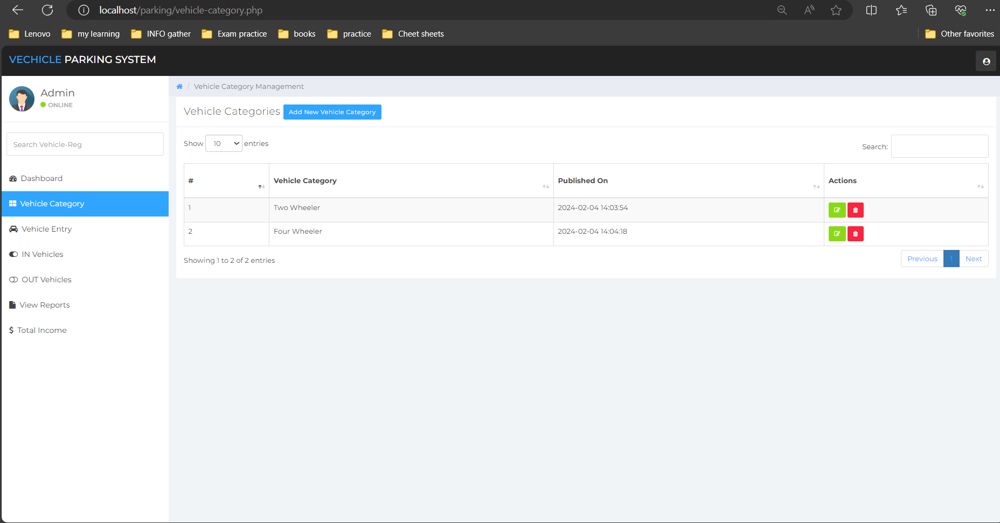 localhost/parking/vehicle-category.php
Lenovo my learning INFO gather Exam practice books practice Cheet sheets Other favorites
VECHICLE PARKING SYSTEM
Admin
ONLINE
Search Vehicle-Reg
Dashboard
Vehicle Category
Vehicle Entry
IN Vehicles
OUT Vehicles
View Reports
$ Total Income
/ Vehicle Category Management
Vehicle Categories Add New Vehicle Category
Show 10 entries Search:
# Vehicle Category Published On Actions
1 Two Wheeler 2024-02-04 14:03:54
2 Four Wheeler 2024-02-04 14:04:18
Showing 1 to 2 of 2 entries Previous 1 Next